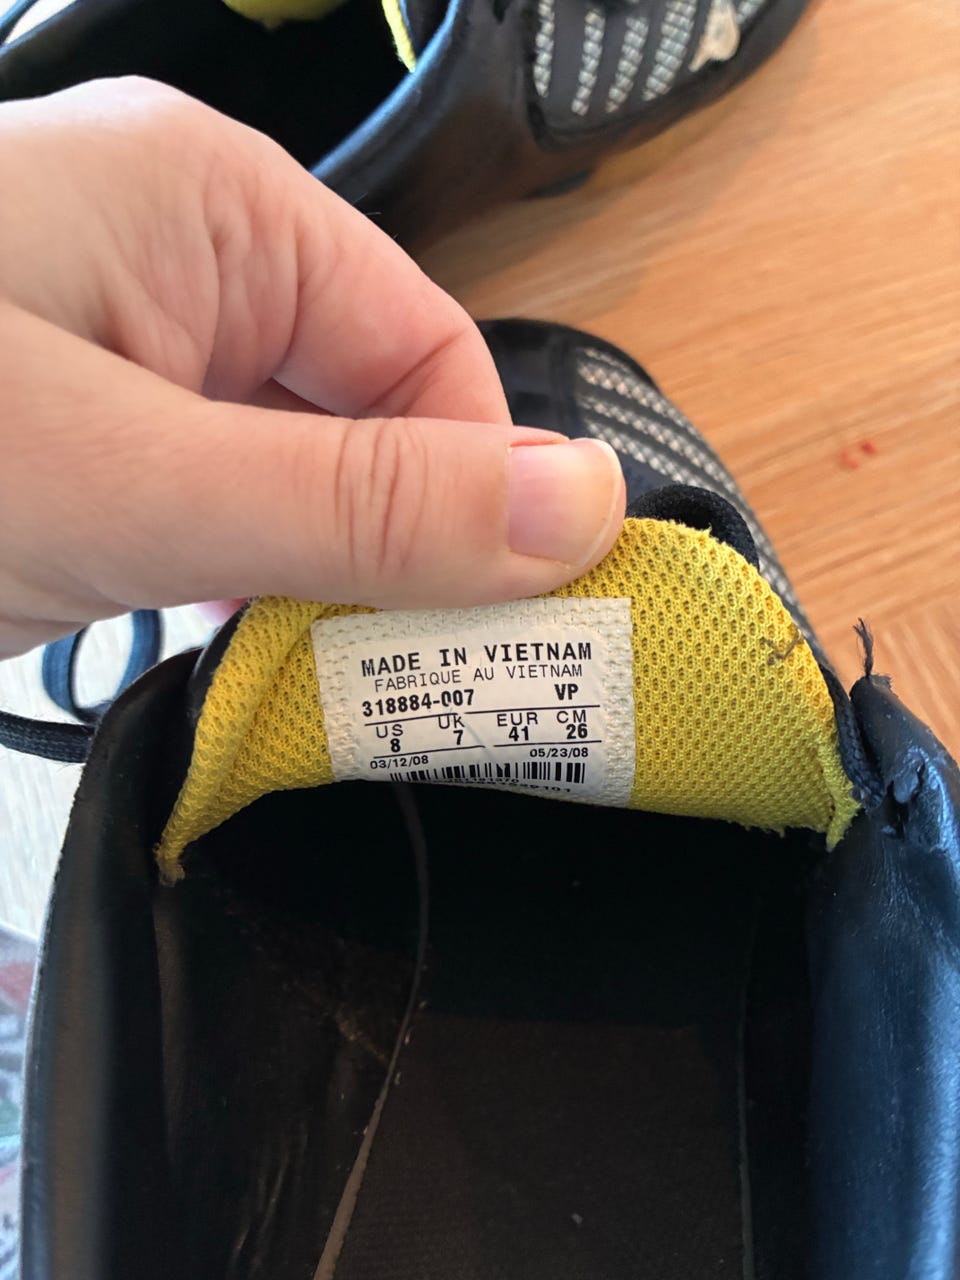 MADE IN VIETNAM
FABRIQUE AU VIETNAM
318884-007 VP
US UK EUR CM
8 7 41 26
03/12/08 05/23/08